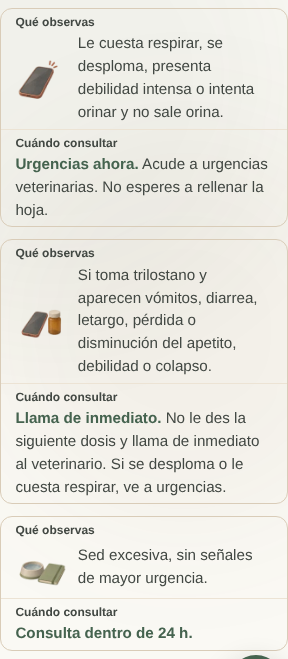 Qué observas
Le cuesta respirar, se
desploma, presenta
debilidad intensa o intenta
orinar y no sale orina.
Cuándo consultar
Urgencias ahora. Acude a urgencias
veterinarias. No esperes a rellenar la
hoja.
Qué observas
Si toma trilostano y
aparecen vómitos, diarrea,
letargo, pérdida o
disminución del apetito,
debilidad o colapso.
Cuándo consultar
Llama de inmediato. No le des la
siguiente dosis y llama de inmediato
al veterinario. Si se desploma o le
cuesta respirar, ve a urgencias.
Qué observas
Sed excesiva, sin señales
de mayor urgencia.
Cuándo consultar
Consulta dentro de 24 h.